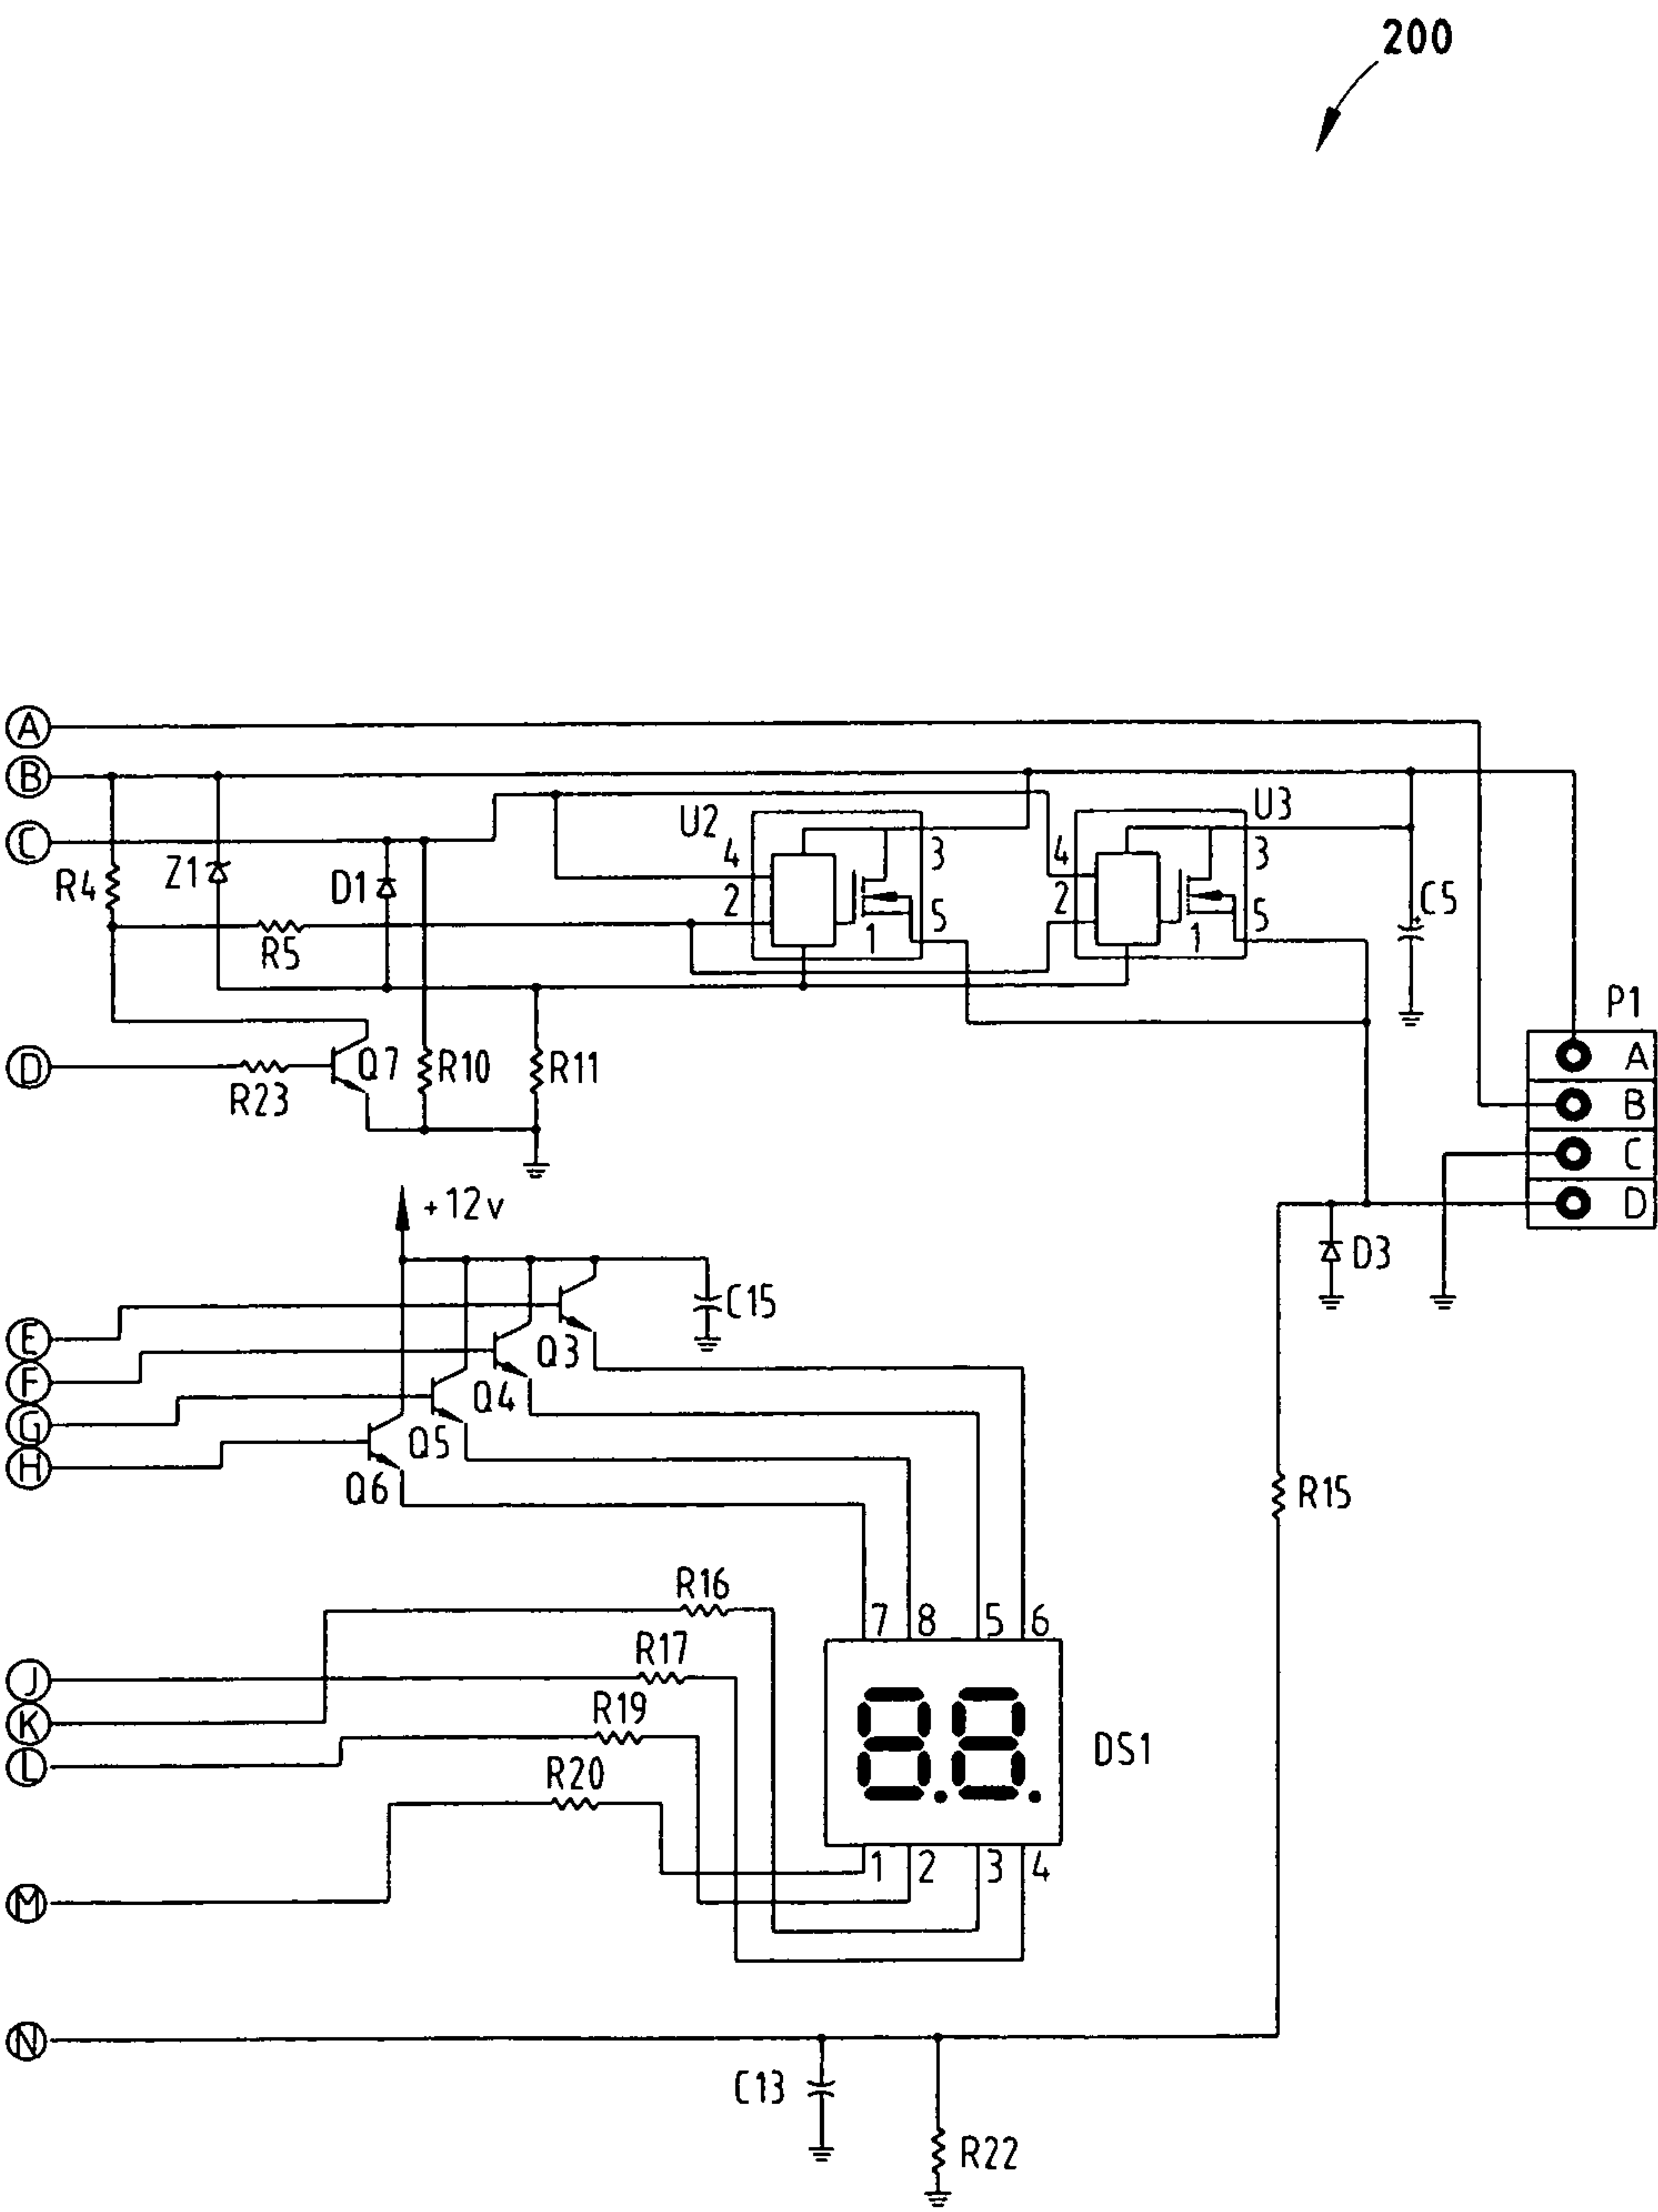 200
A
B
C
U2
U3
4
3
4
3
Z1
D1
R4
2
5
2
5
C5
1
1
R5
P1
A
D
Q7
R10
R11
R23
B
C
+12v
D
D3
C15
E
Q3
F
Q4
G
Q5
H
Q6
R15
R16
7
8
5
6
R17
J
R19
K
DS1
L
R20
8.8.
1
2
3
4
M
N
C13
R22